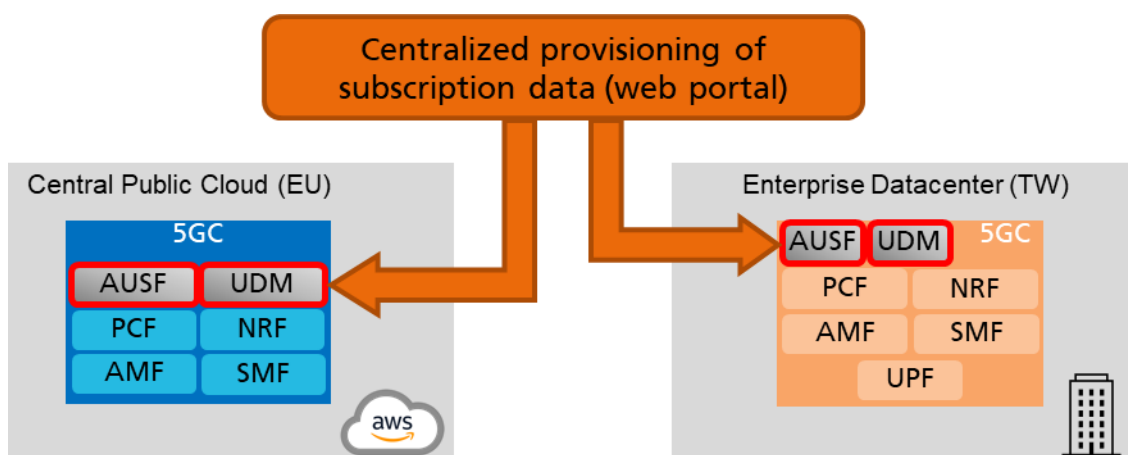 Centralized provisioning of
subscription data (web portal)
Central Public Cloud (EU)
5GC
AUSF UDM
PCF NRF
AMF SMF
aws
Enterprise Datacenter (TW)
AUSF UDM 5GC
PCF NRF
AMF SMF
UPF